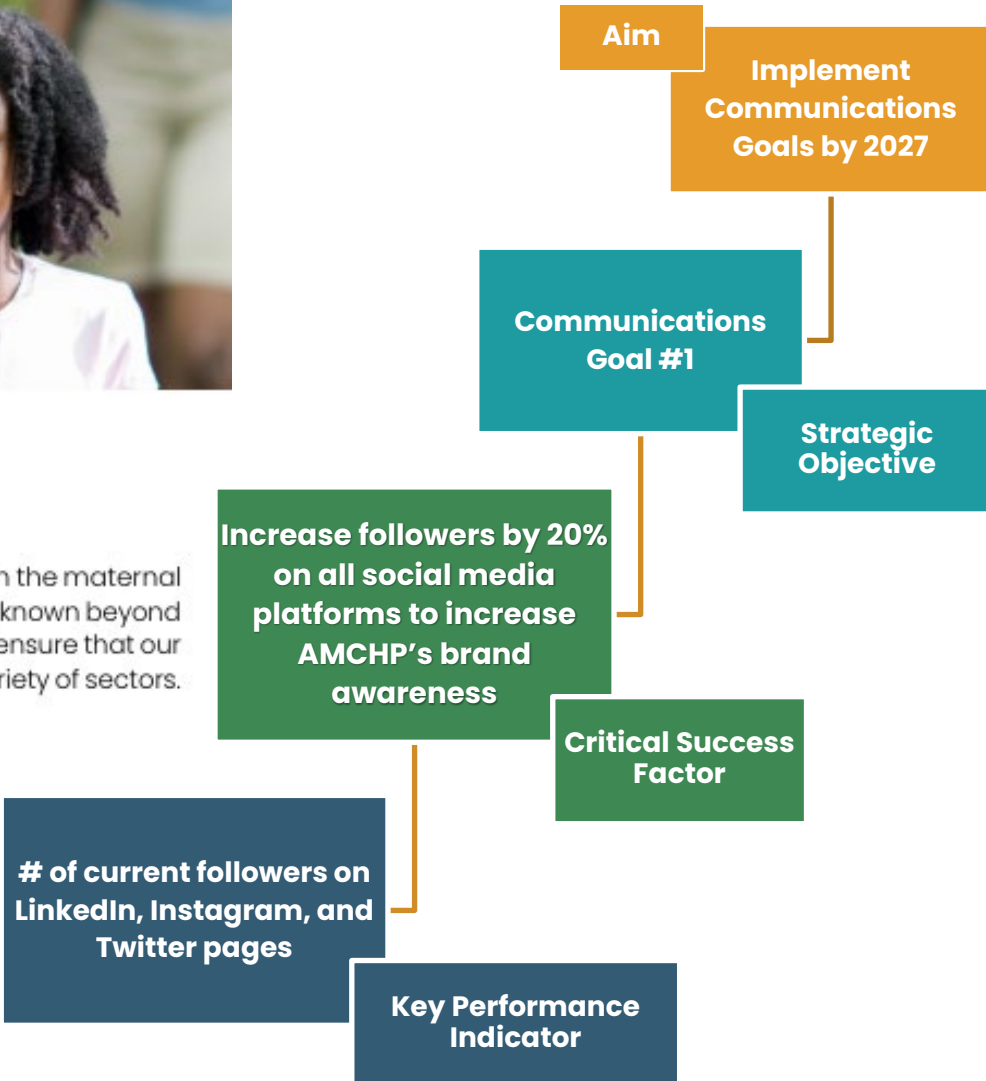 Aim
Implement
Communications
Goals by 2027
Communications
Goal #1
Strategic
Objective
Increase followers by 20%
on all social media
platforms to increase
AMCHP’s brand
awareness
the maternal
known beyond
ensure that our
of sectors.
Critical Success
Factor
# of current followers on
LinkedIn, Instagram, and
Twitter pages
Key Performance
Indicator